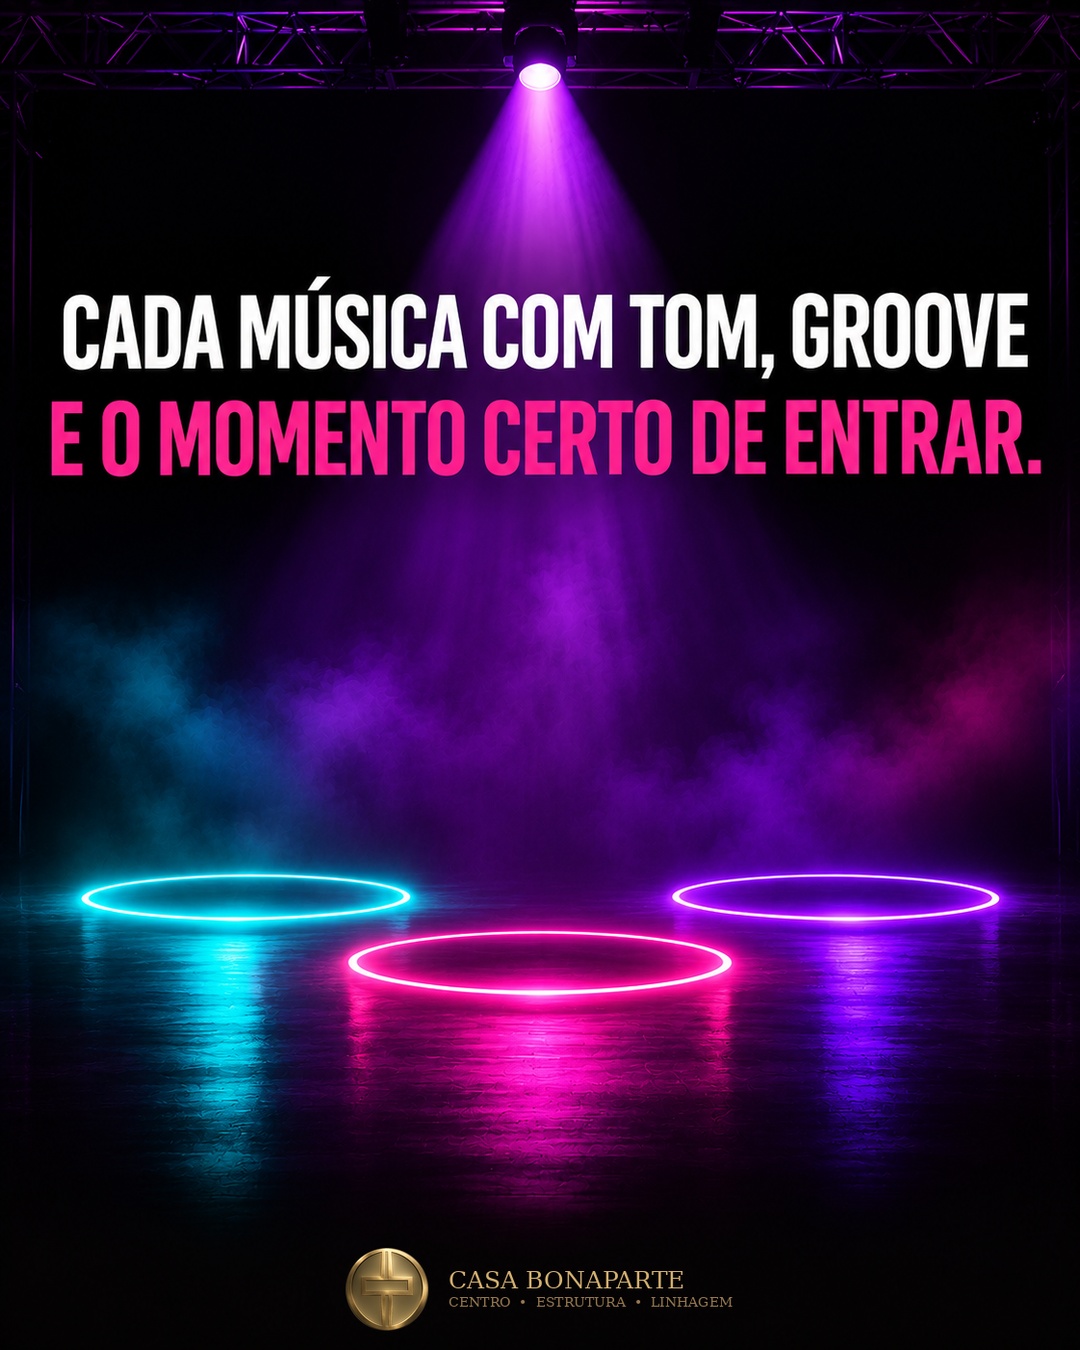 CADA MÚSICA COM TOM, GROOVE
E O MOMENTO CERTO DE ENTRAR.
CASA BONAPARTE
CENTRO • ESTRUTURA • LINHAGEM